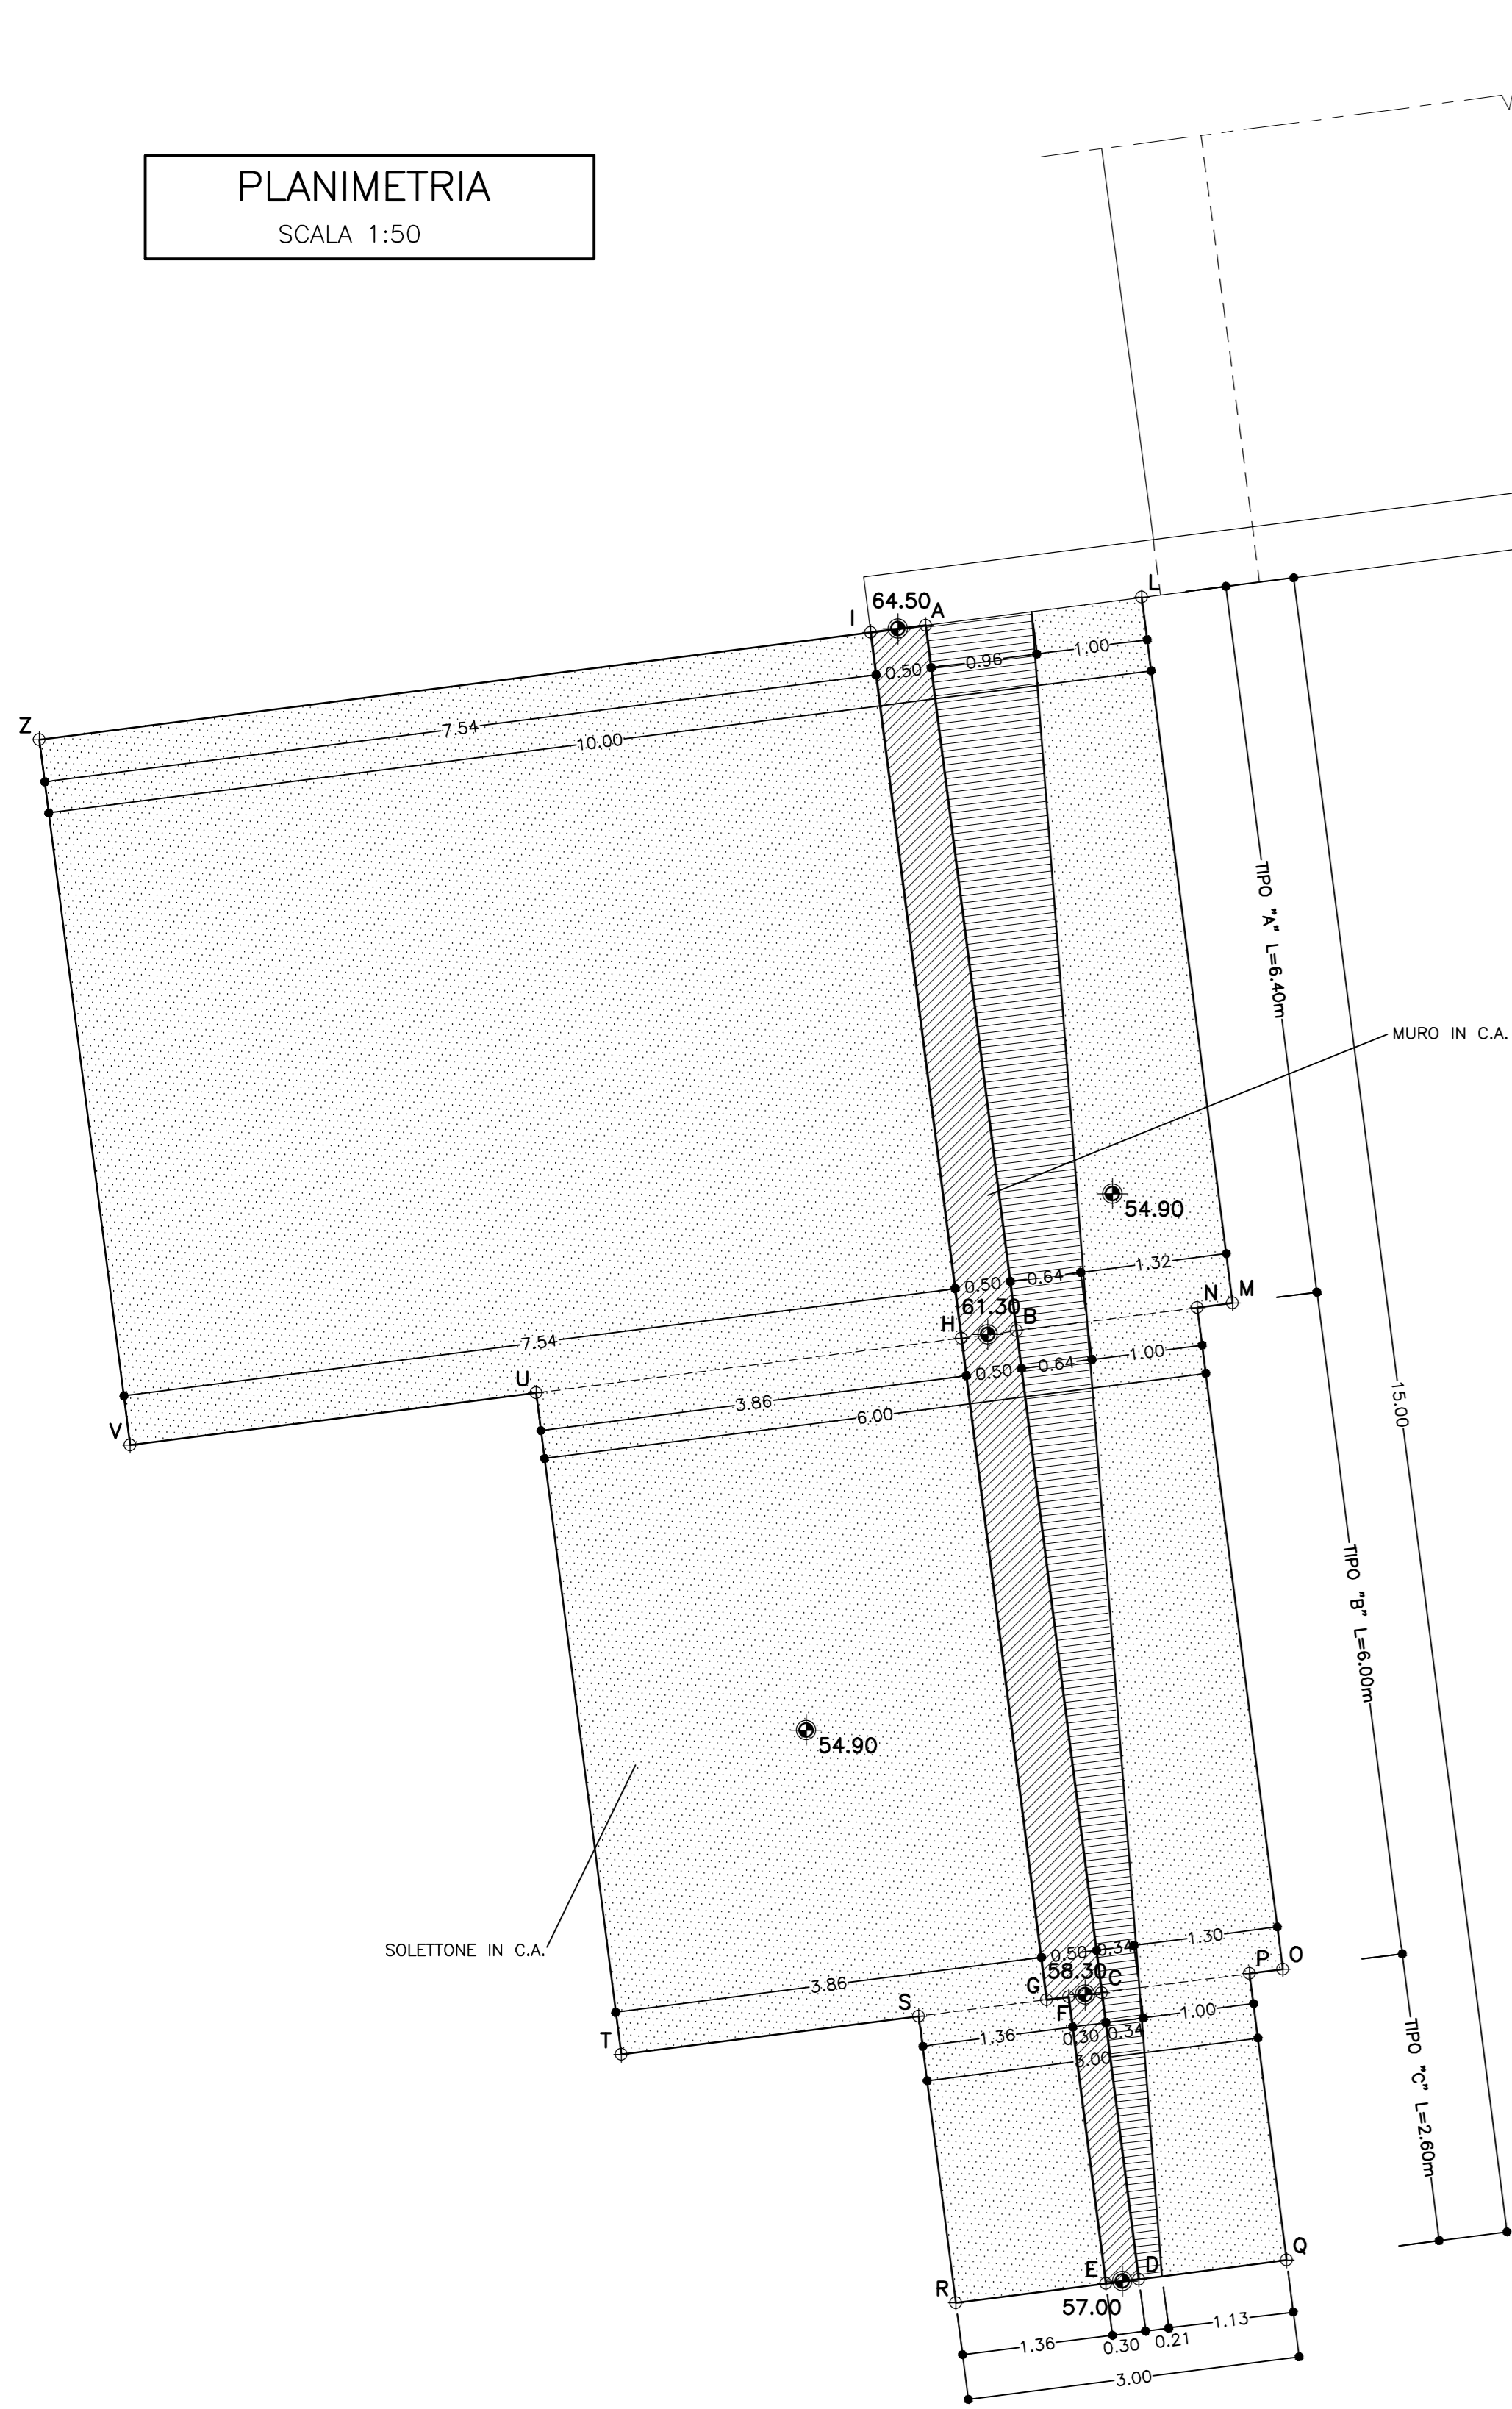 PLANIMETRIA
SCALA 1:50
L
64.50
I
A
0.50
0.96
1.00
Z
7.54
10.00
TIPO "A" L=6.40m
MURO IN C.A.
54.90
0.50
0.64
1.32
61.30
H
B
N
M
7.54
U
0.50
0.64
1.00
3.86
6.00
V
15.00
TIPO "B" L=6.00m
54.90
SOLETTONE IN C.A.
0.50
0.34
1.30
58.30
3.86
G
C
P
O
S
F
T
1.36
0.30
0.34
1.00
3.00
TIPO "C" L=2.60m
R
E
D
Q
57.00
1.36
0.30
0.21
1.13
3.00